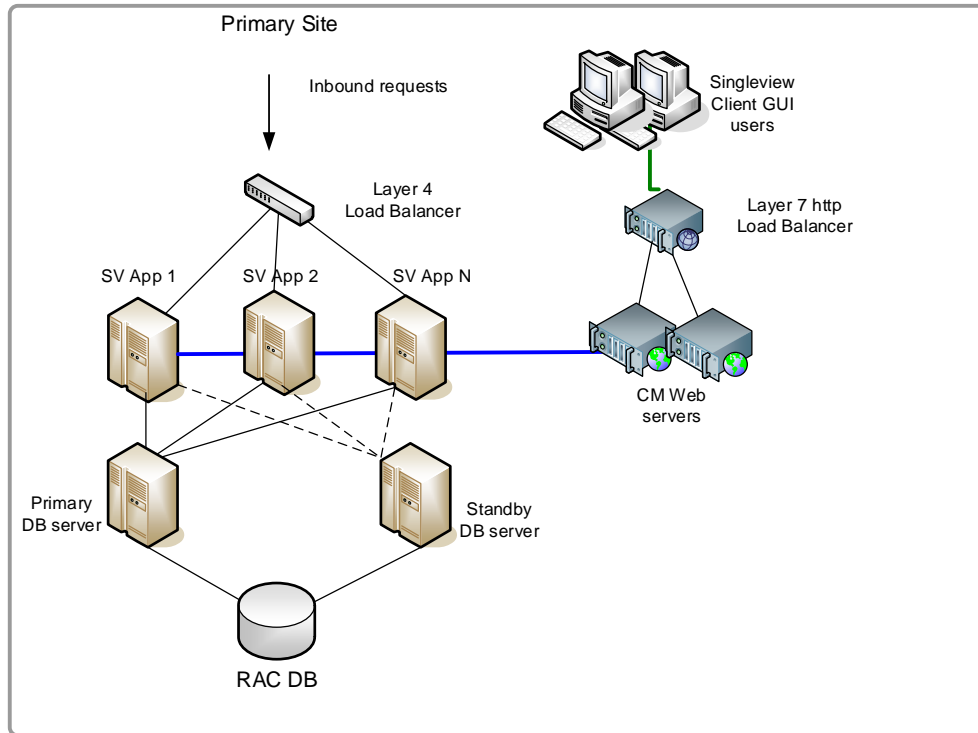 Primary Site
Inbound requests
Singleview
Client GUI
users
Layer 4
Load Balancer
Layer 7 http
Load Balancer
SV App 1
SV App 2
SV App N
CM Web
servers
Primary
DB server
Standby
DB server
RAC DB